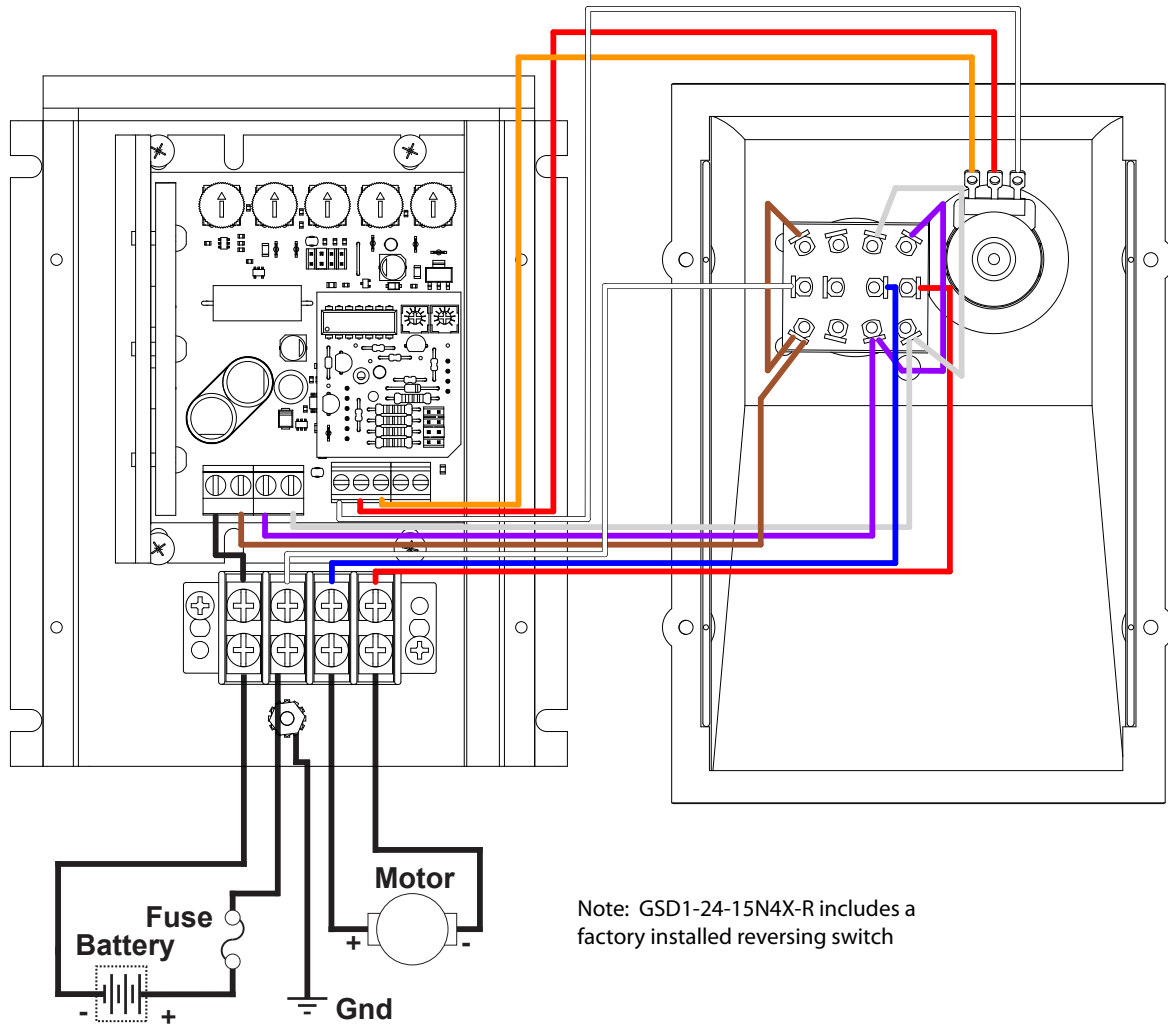 Motor
Fuse
Battery
+ -
- +
Gnd
Note: GSD1-24-15N4X-R includes a
factory installed reversing switch